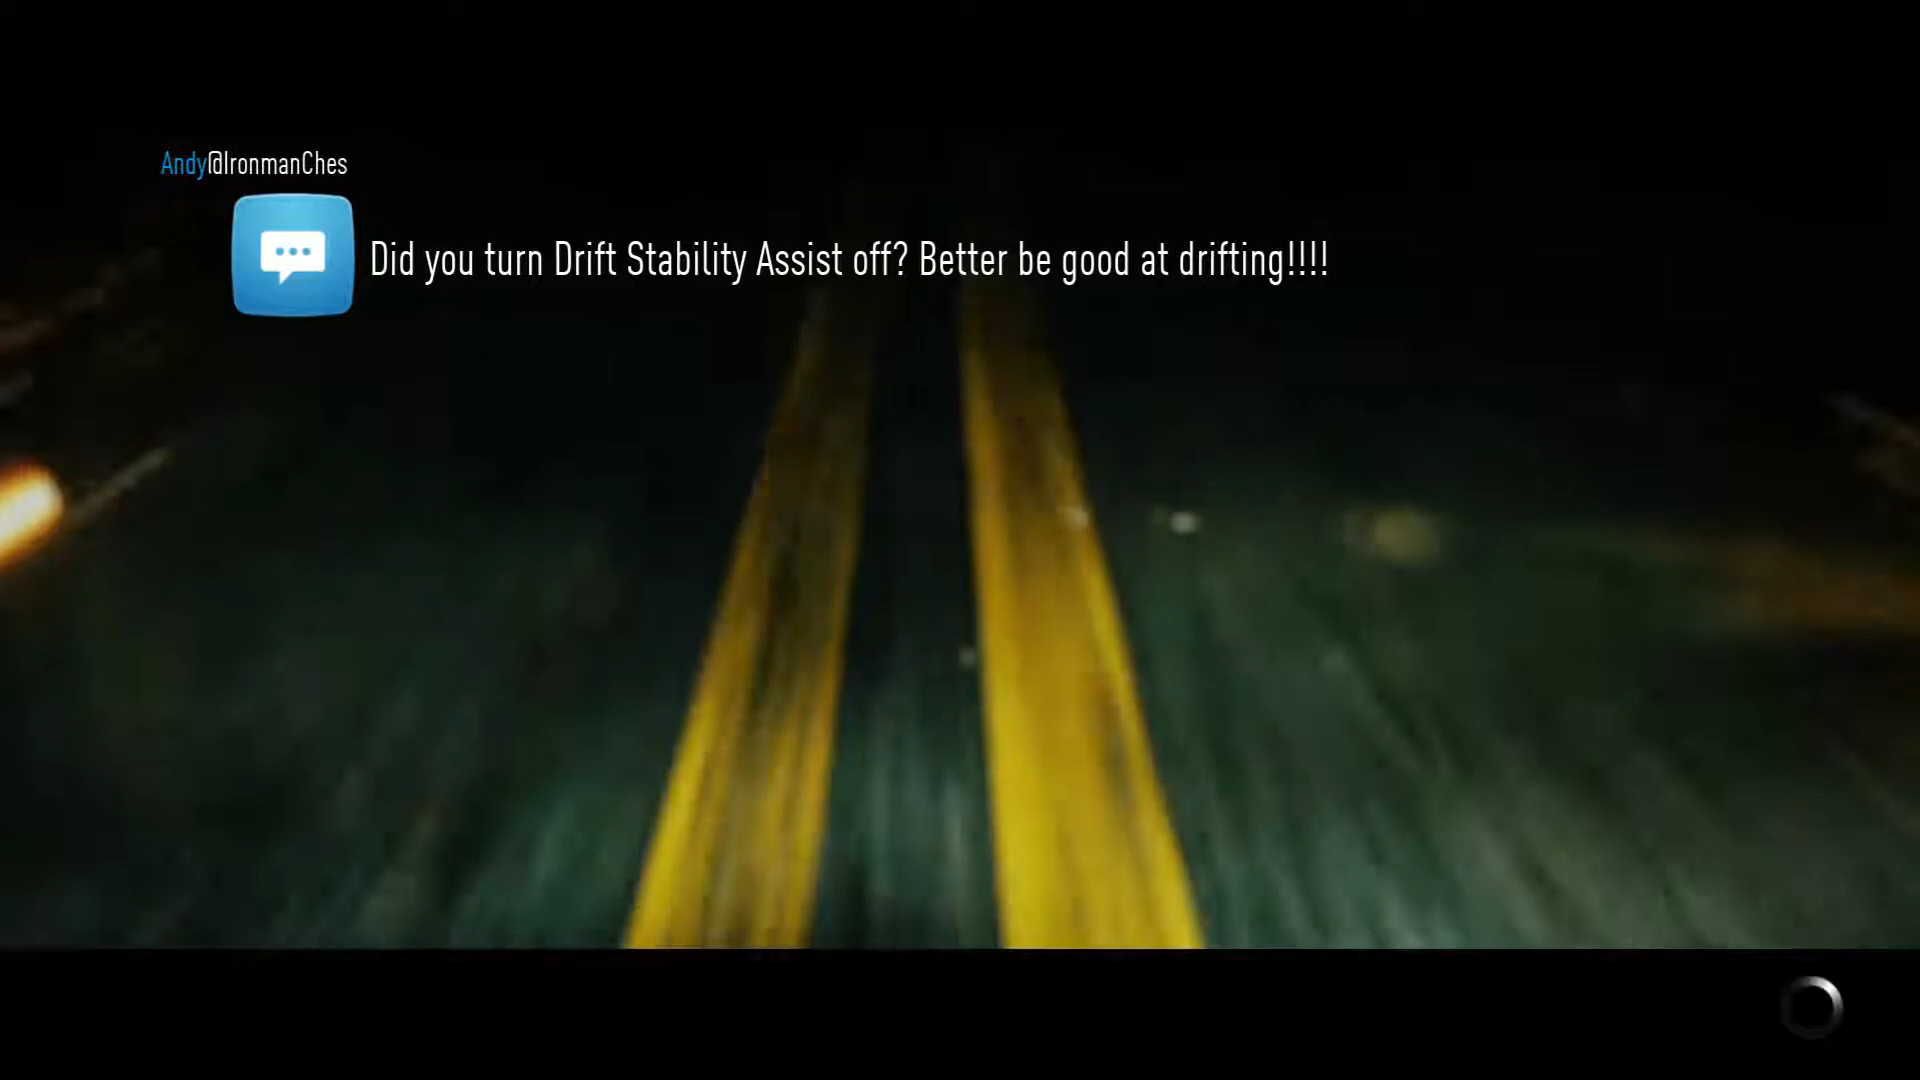 Andy@IronmanChes
Did you turn Drift Stability Assist off? Better be good at drifting!!!!